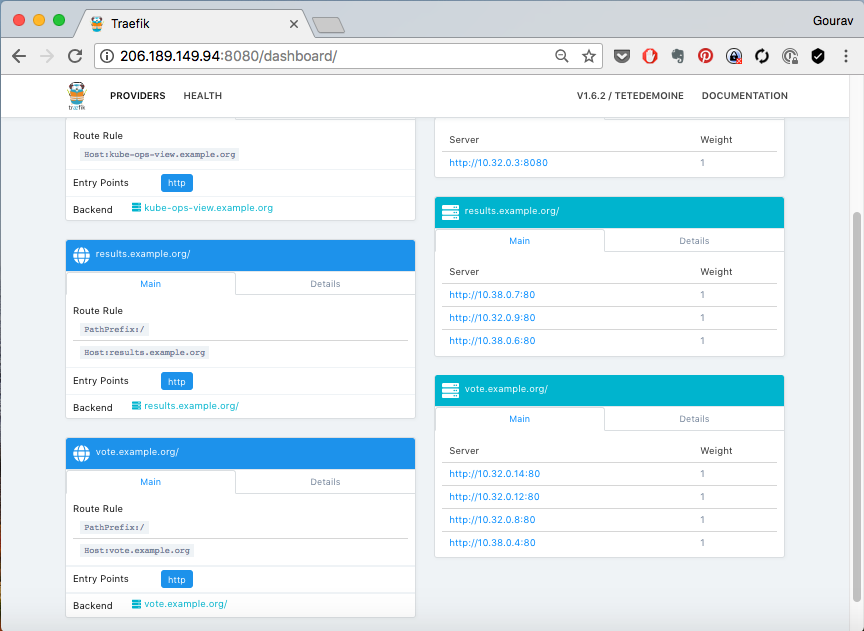 Traefik
Gourav
206.189.149.94:8080/dashboard/
træfik
PROVIDERS HEALTH V1.6.2 / TETEDEMOINE DOCUMENTATION
Route Rule
Host:kube-ops-view.example.org
Entry Points http
Backend kube-ops-view.example.org
results.example.org/
Main Details
Route Rule
PathPrefix:/
Host:results.example.org
Entry Points http
Backend results.example.org/
vote.example.org/
Main Details
Route Rule
PathPrefix:/
Host:vote.example.org
Entry Points http
Backend vote.example.org/
Server Weight
http://10.32.0.3:8080 1
results.example.org/
Main Details
Server Weight
http://10.38.0.7:80 1
http://10.32.0.9:80 1
http://10.38.0.6:80 1
vote.example.org/
Main Details
Server Weight
http://10.32.0.14:80 1
http://10.32.0.12:80 1
http://10.32.0.8:80 1
http://10.38.0.4:80 1